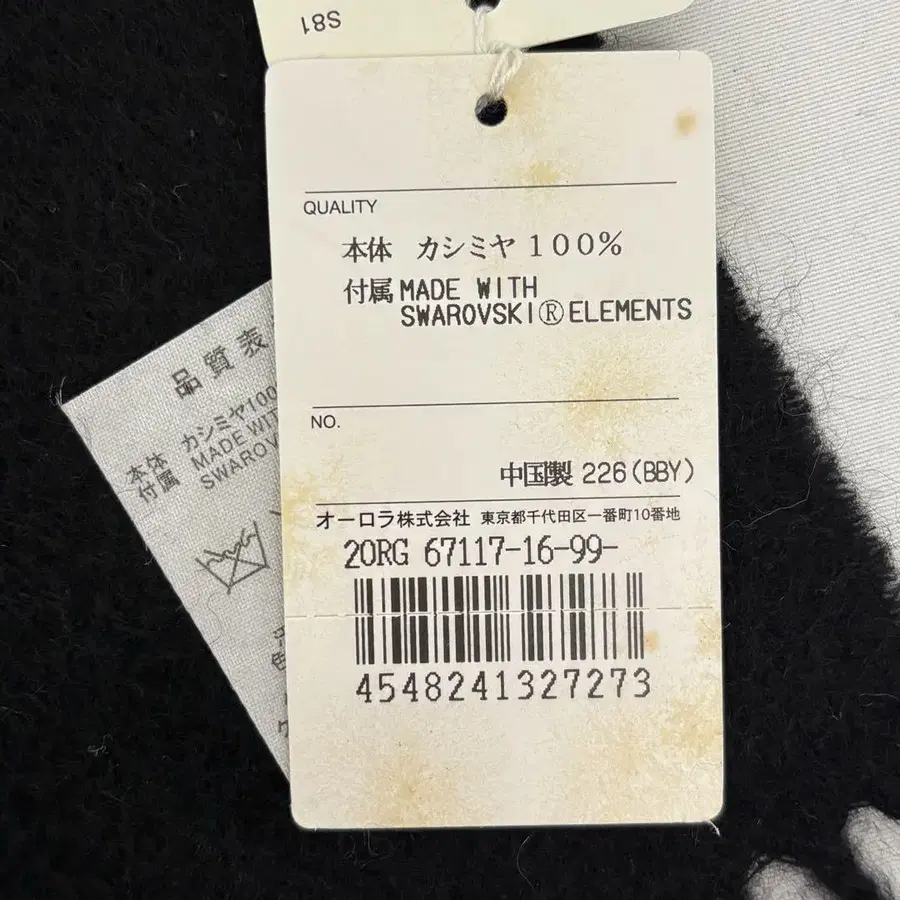 S81
QUALITY
本体 カシミヤ 100%
付属 MADE WITH
SWAROVSKI®ELEMENTS
NO.
中国製 226(BBY)
オーロラ株式会社 東京都千代田区一番町10番地
20RG 67117-16-99-
4548241327273
品質表
本体 カシミヤ100
付属 MADE WIT
SWAROV